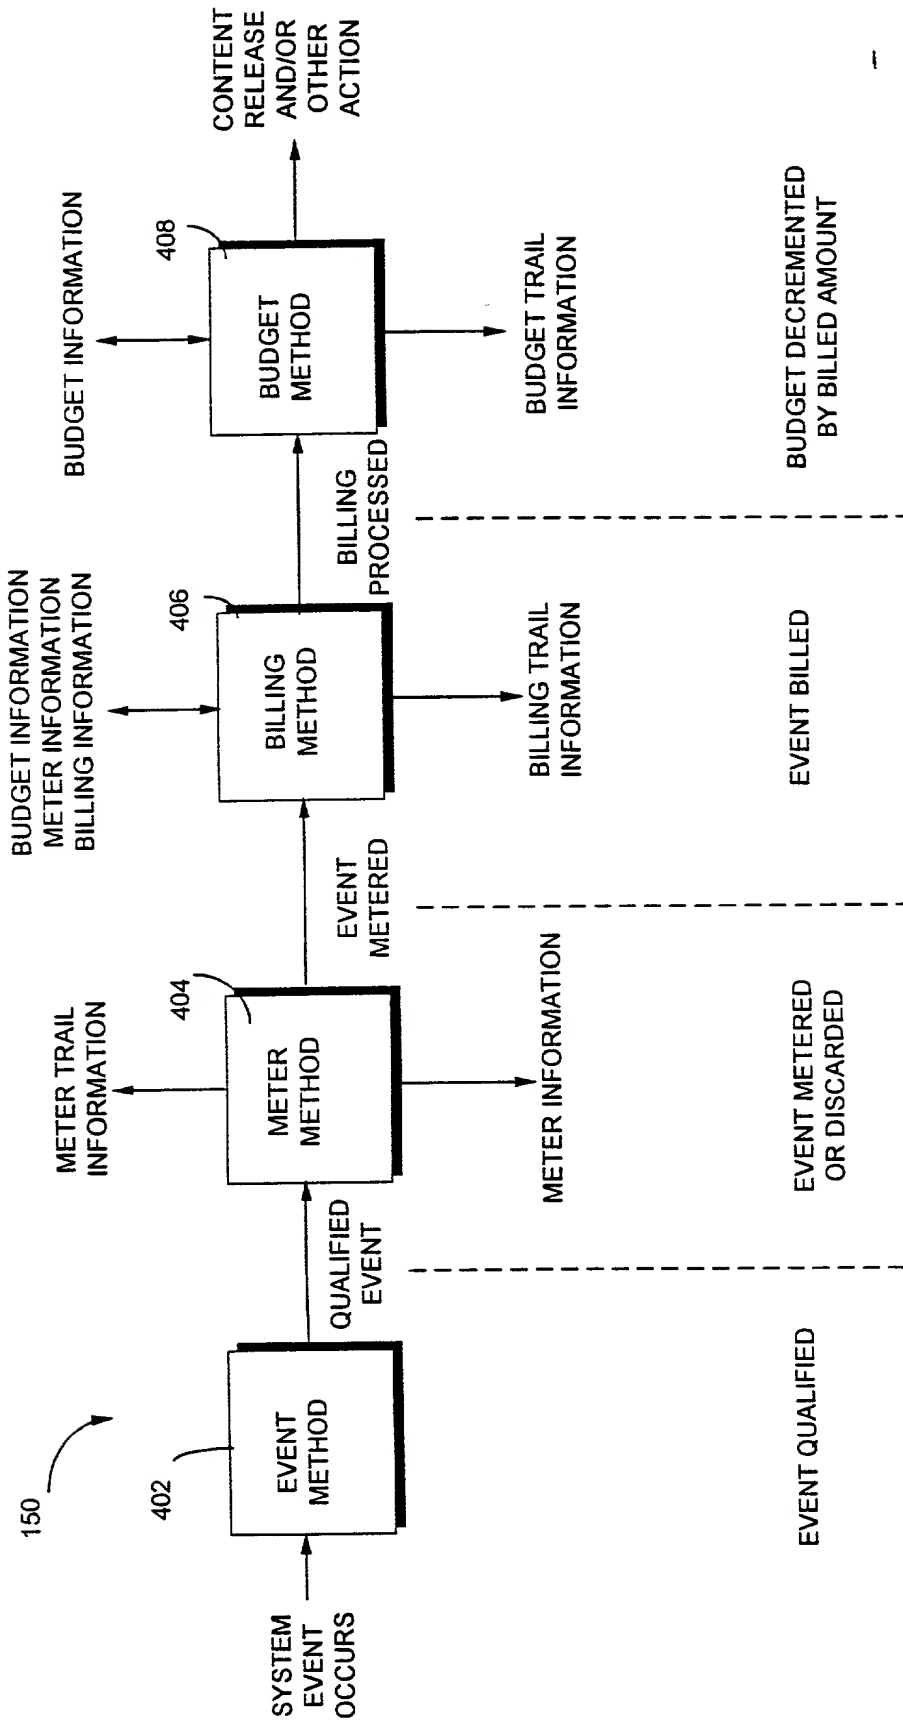 150
SYSTEM
EVENT
OCCURS
402
EVENT
METHOD
QUALIFIED
EVENT
EVENT QUALIFIED
METER TRAIL
INFORMATION
404
METER
METHOD
EVENT
METERED
METER INFORMATION
EVENT METERED
OR DISCARDED
BUDGET INFORMATION
METER INFORMATION
BILLING INFORMATION
406
BILLING
METHOD
BILLING
PROCESSED
BILLING TRAIL
INFORMATION
EVENT BILLED
BUDGET INFORMATION
408
BUDGET
METHOD
BUDGET TRAIL
INFORMATION
BUDGET DECREMENTED
BY BILLED AMOUNT
CONTENT
RELEASE
AND/OR
OTHER
ACTION